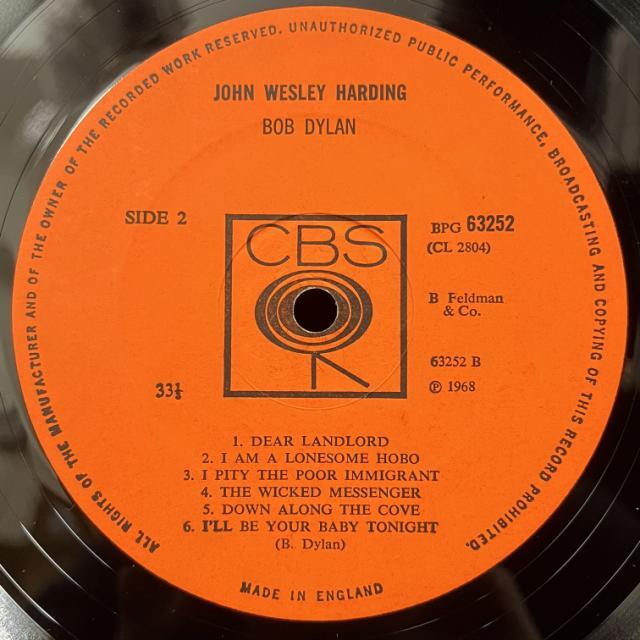 ALL RIGHTS OF THE MANUFACTURER AND OF THE OWNER OF THE RECORDED WORK RESERVED. UNAUTHORIZED PUBLIC PERFORMANCE, BROADCASTING AND COPYING OF THIS RECORD PROHIBITED.
JOHN WESLEY HARDING
BOB DYLAN
SIDE 2
CBS
BPG 63252
(CL 2804)
B Feldman
& Co.
63252 B
℗ 1968
33⅓
1. DEAR LANDLORD
2. I AM A LONESOME HOBO
3. I PITY THE POOR IMMIGRANT
4. THE WICKED MESSENGER
5. DOWN ALONG THE COVE
6. I'LL BE YOUR BABY TONIGHT
(B. Dylan)
MADE IN ENGLAND